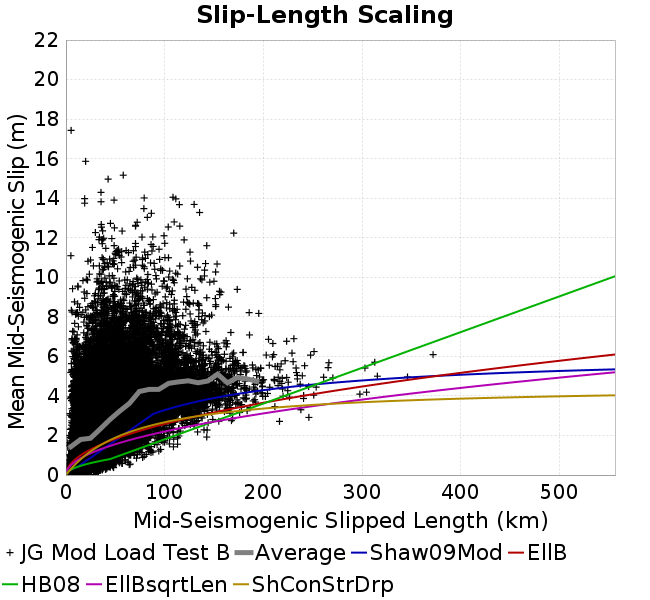 Slip-Length Scaling
Mean Mid-Seismogenic Slip (m)
22
20
18
16
14
12
10
8
6
4
2
0
0 100 200 300 400 500
Mid-Seismogenic Slipped Length (km)
JG Mod Load Test B Average Shaw09Mod EllB
HB08 EllBsqrtLen ShConStrDrp